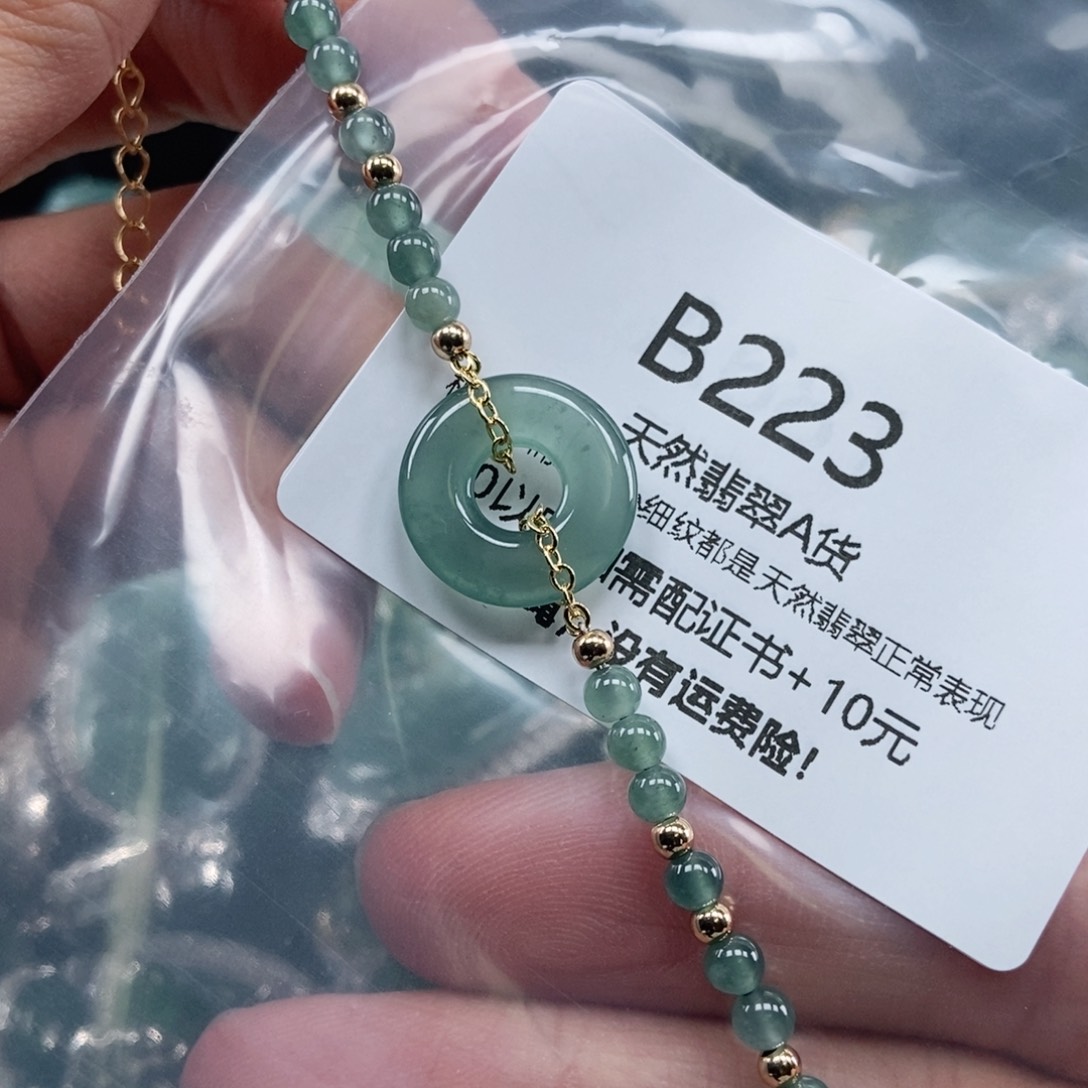 B223
天然翡翠A货
细纹都是天然翡翠正常表现
需配证书+10元
没有运费险!